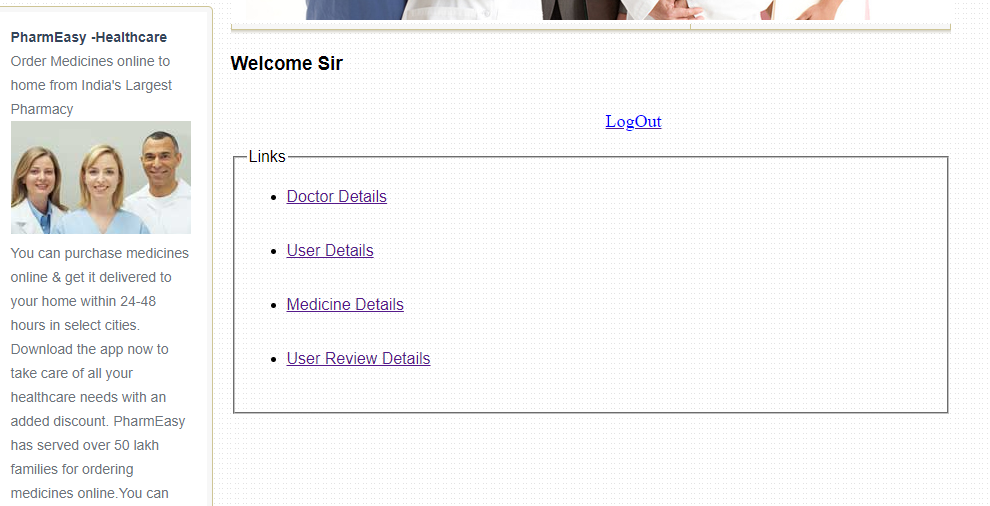 PharmEasy -Healthcare
Order Medicines online to
home from India's Largest
Pharmacy
You can purchase medicines
online & get it delivered to
your home within 24-48
hours in select cities.
Download the app now to
take care of all your
healthcare needs with an
added discount. PharmEasy
has served over 50 lakh
families for ordering
medicines online.You can
Welcome Sir
LogOut
Links
Doctor Details
User Details
Medicine Details
User Review Details